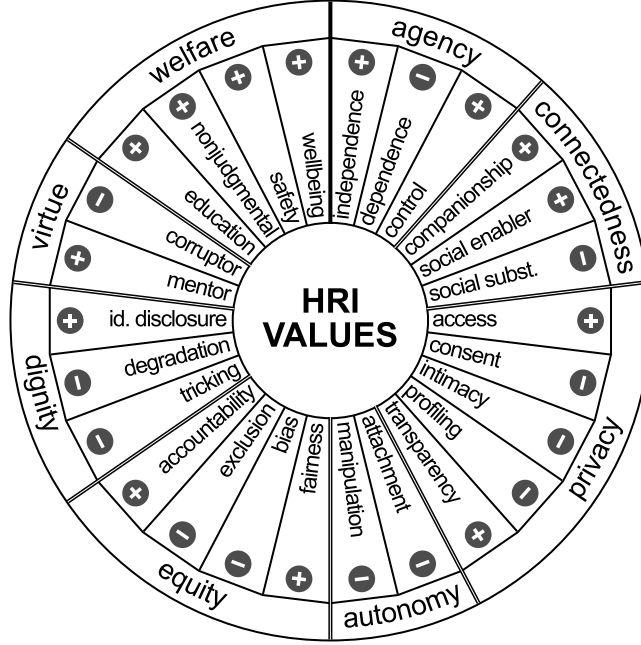 HRI
VALUES
agency
+
independence
−
dependence
+
control
connectedness
+
companionship
+
social enabler
−
social subst.
privacy
+
access
−
consent
−
intimacy
−
profiling
+
transparency
autonomy
−
attachment
−
manipulation
equity
+
fairness
−
bias
−
exclusion
+
accountability
dignity
−
tricking
−
degradation
+
id. disclosure
virtue
+
mentor
−
corruptor
welfare
+
education
+
nonjudgmental
+
safety
+
wellbeing